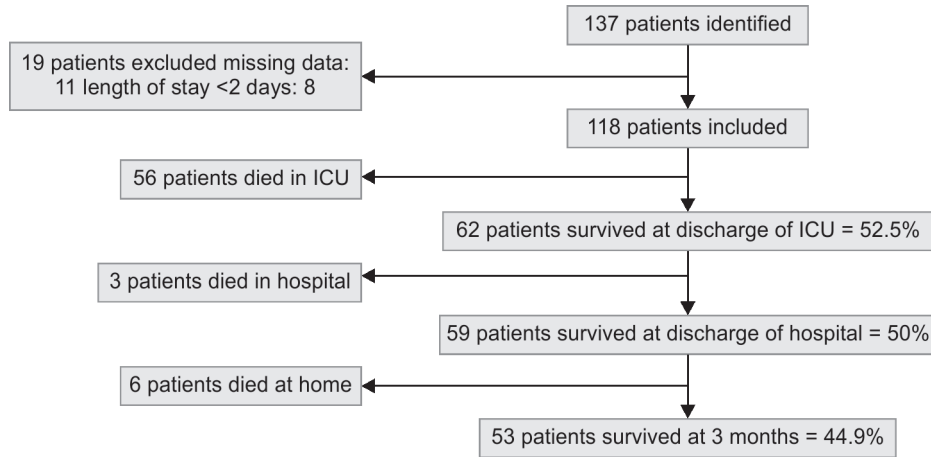 137 patients identified
19 patients excluded missing data:
11 length of stay <2 days: 8
118 patients included
56 patients died in ICU
62 patients survived at discharge of ICU = 52.5%
3 patients died in hospital
59 patients survived at discharge of hospital = 50%
6 patients died at home
53 patients survived at 3 months = 44.9%